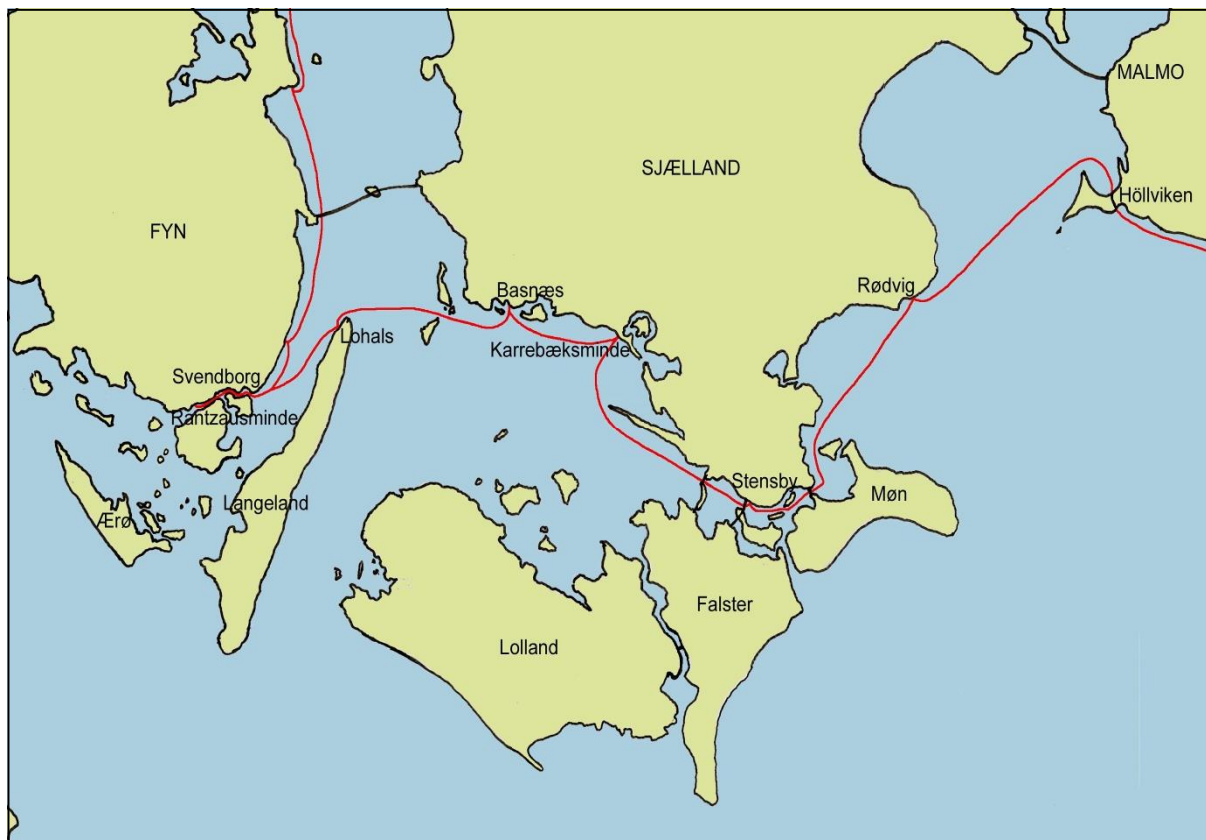 MALMO
SJÆLLAND
Höllviken
FYN
Rødvig
Basnæs
Lohals
Karrebæksminde
Svendborg
Rantzausminde
Stensby
Møn
Langeland
Ærø
Falster
Lolland